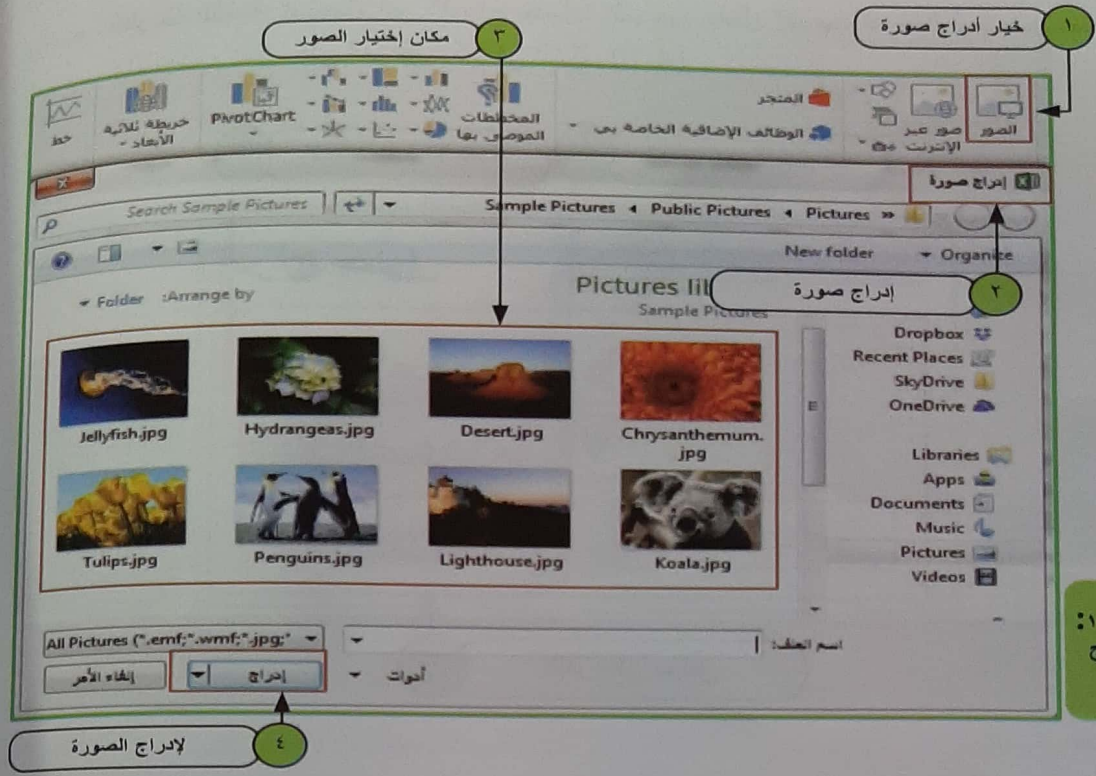 ١ خيار أدراج صورة
٣ مكان إختيار الصور
الصور
صور عبر الإنترنت
المتجر
الوظائف الإضافية الخاصة بي
المخططات الموصى بها
PivotChart
خريطة ثلاثية الأبعاد
خط
إدراج صورة
Pictures
Public Pictures
Sample Pictures
Search Sample Pictures
Organize
New folder
٢ إدراج صورة
Pictures lib
Sample Pictures
Arrange by:
Folder
Dropbox
Recent Places
SkyDrive
OneDrive
Libraries
Apps
Documents
Music
Pictures
Videos
Chrysanthemum.jpg
Desert.jpg
Hydrangeas.jpg
Jellyfish.jpg
Koala.jpg
Lighthouse.jpg
Penguins.jpg
Tulips.jpg
اسم الملف:
All Pictures (*.emf;*.wmf;*.jpg;*
أدوات
إدراج
إلغاء الأمر
٤ لإدراج الصورة